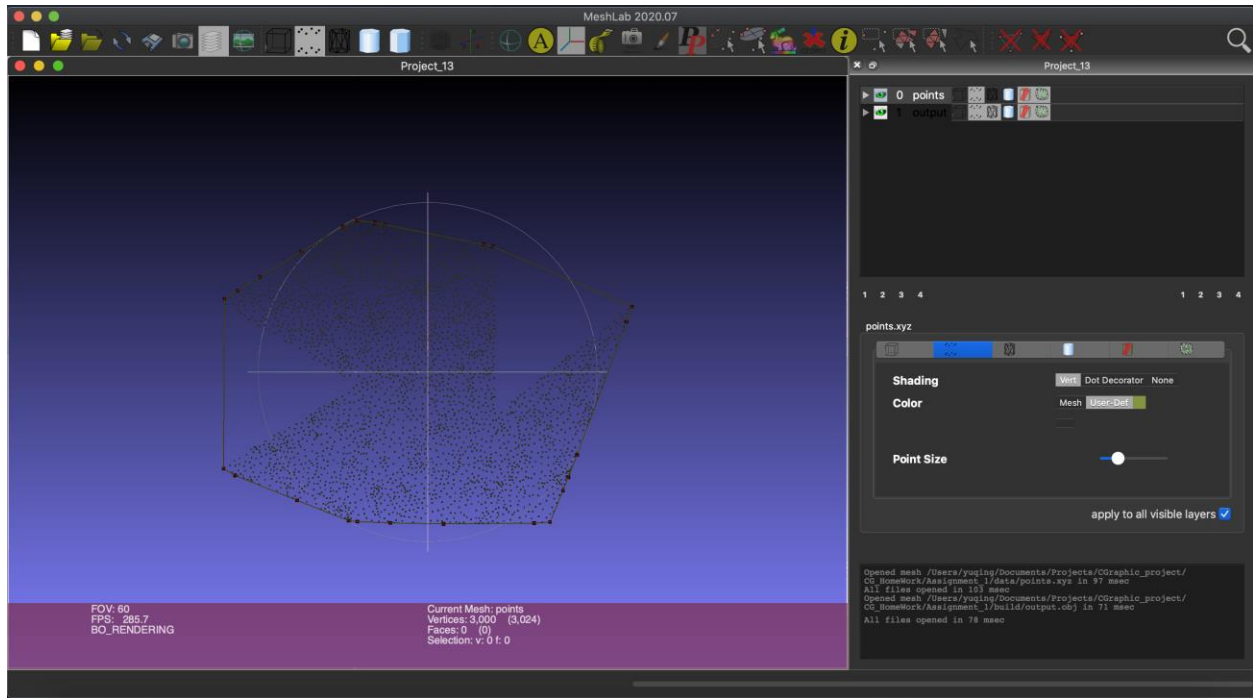 MeshLab 2020.07
A
Pp
i
Project_13
Project_13
0 points
1 output
1 2 3 4
1 2 3 4
points.xyz
Shading
Vert Dot Decorator None
Color
Mesh User-Def
Point Size
apply to all visible layers
Opened mesh /Users/yuqing/Documents/Projects/CGraphic_project/
CG_HomeWork/Assignment_1/data/points.xyz in 97 msec
All files opened in 103 msec
Opened mesh /Users/yuqing/Documents/Projects/CGraphic_project/
CG_HomeWork/Assignment_1/build/output.obj in 71 msec
All files opened in 78 msec
FOV: 60
FPS: 285.7
BO_RENDERING
Current Mesh: points
Vertices: 3,000 (3,024)
Faces: 0 (0)
Selection: v: 0 f: 0